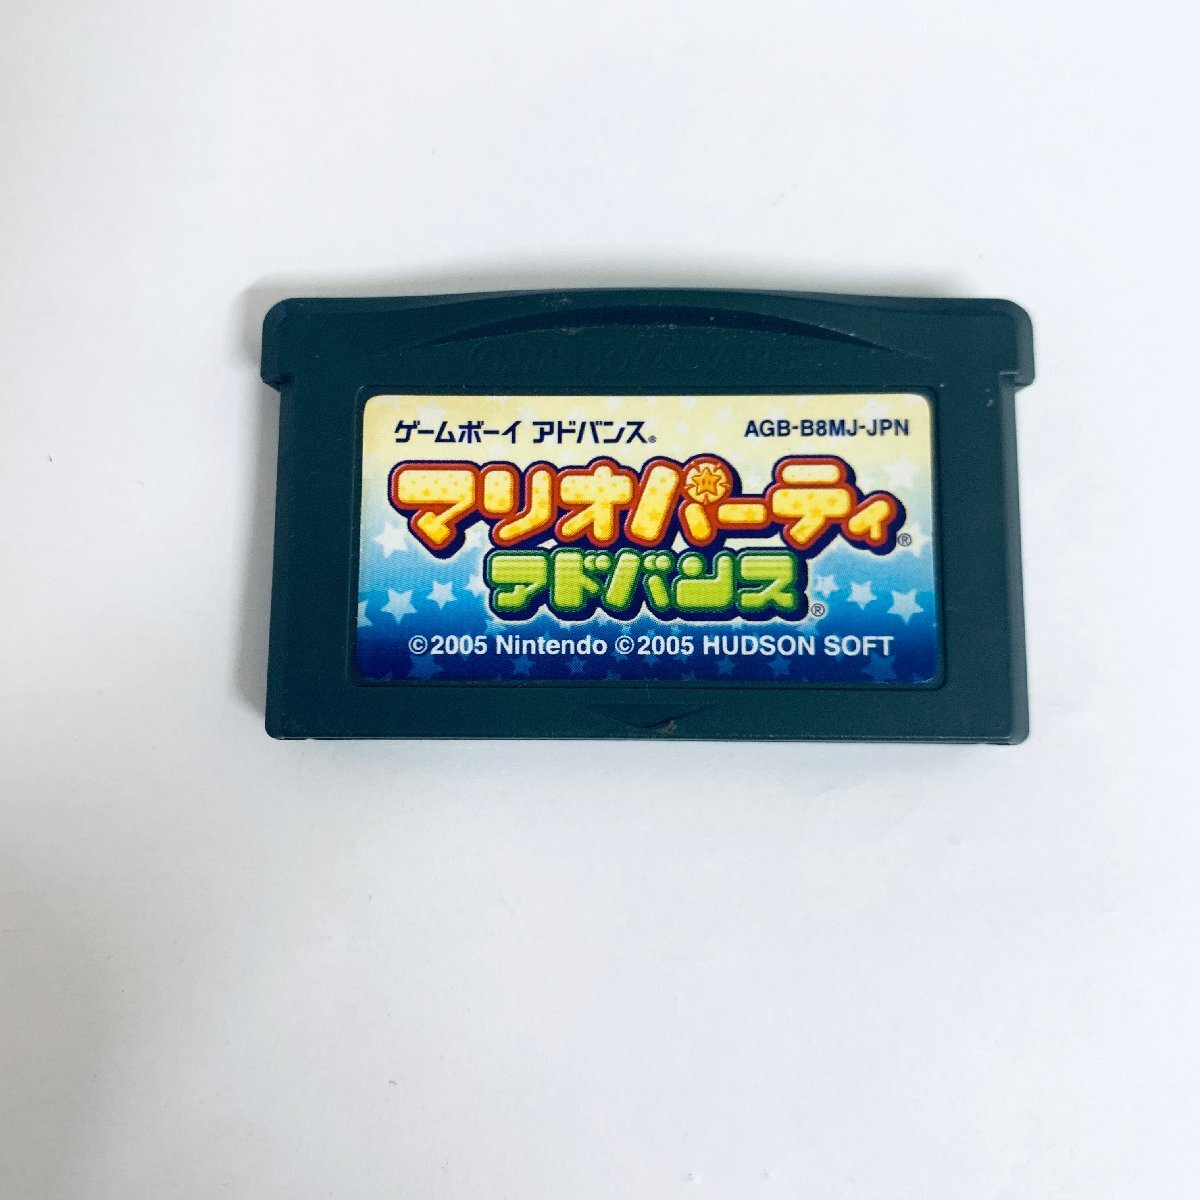 ゲームボーイ アドバンス®
AGB-B8MJ-JPN
マリオパーティ®
アドバンス®
©2005 Nintendo ©2005 HUDSON SOFT